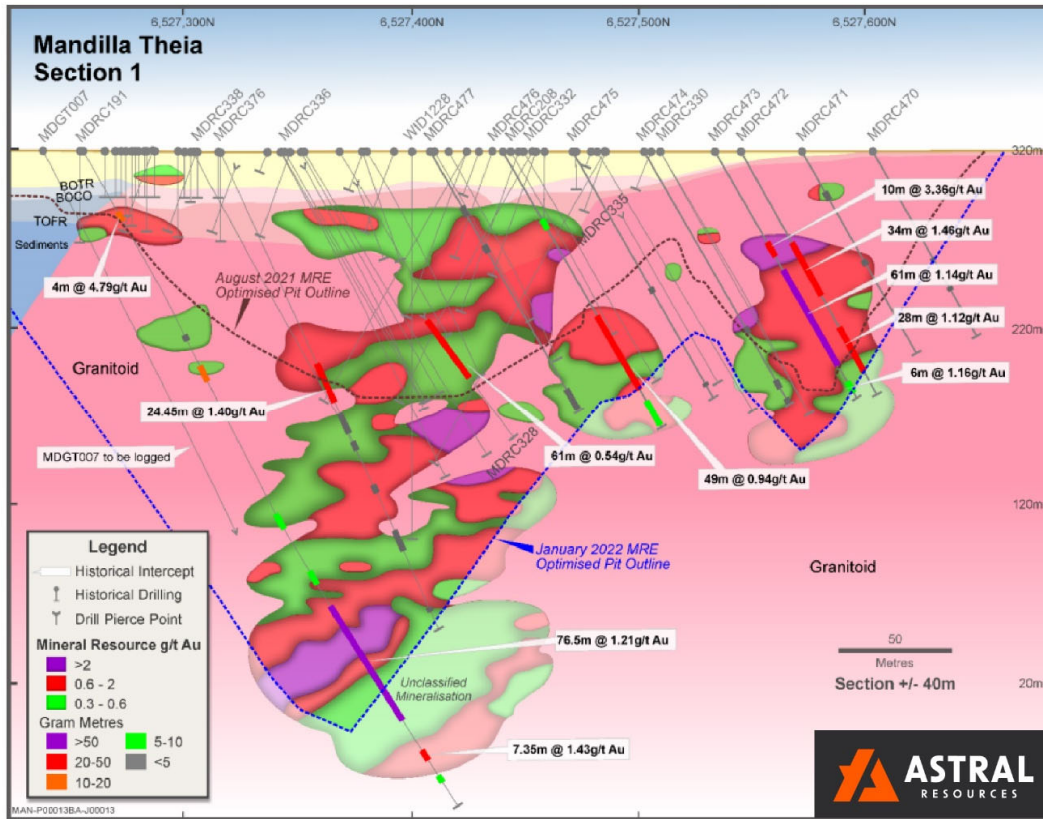 6,527,300N
6,527,400N
6,527,500N
6,527,600N
Mandilla Theia
Section 1
MDGT007
MDRC191
MDRC338
MDRC376
MDRC336
WID1228
MDRC477
MDRC476
MDRC208
MDRC332
MDRC475
MDRC474
MDRC330
MDRC473
MDRC472
MDRC471
MDRC470
320m
BOTR
BOCO
TOFR
Sediments
MDRC335
10m @ 3.36g/t Au
34m @ 1.46g/t Au
61m @ 1.14g/t Au
28m @ 1.12g/t Au
6m @ 1.16g/t Au
4m @ 4.79g/t Au
August 2021 MRE
Optimised Pit Outline
220m
Granitoid
24.45m @ 1.40g/t Au
MDGT007 to be logged
MDRC328
61m @ 0.54g/t Au
49m @ 0.94g/t Au
120m
January 2022 MRE
Optimised Pit Outline
Granitoid
Legend
Historical Intercept
Historical Drilling
Drill Pierce Point
Mineral Resource g/t Au
>2
0.6 - 2
0.3 - 0.6
Gram Metres
>50
5-10
20-50
<5
10-20
76.5m @ 1.21g/t Au
Unclassified
Mineralisation
7.35m @ 1.43g/t Au
50
Metres
Section +/- 40m
20m
ASTRAL
RESOURCES
MAN-P00013BA-J00013